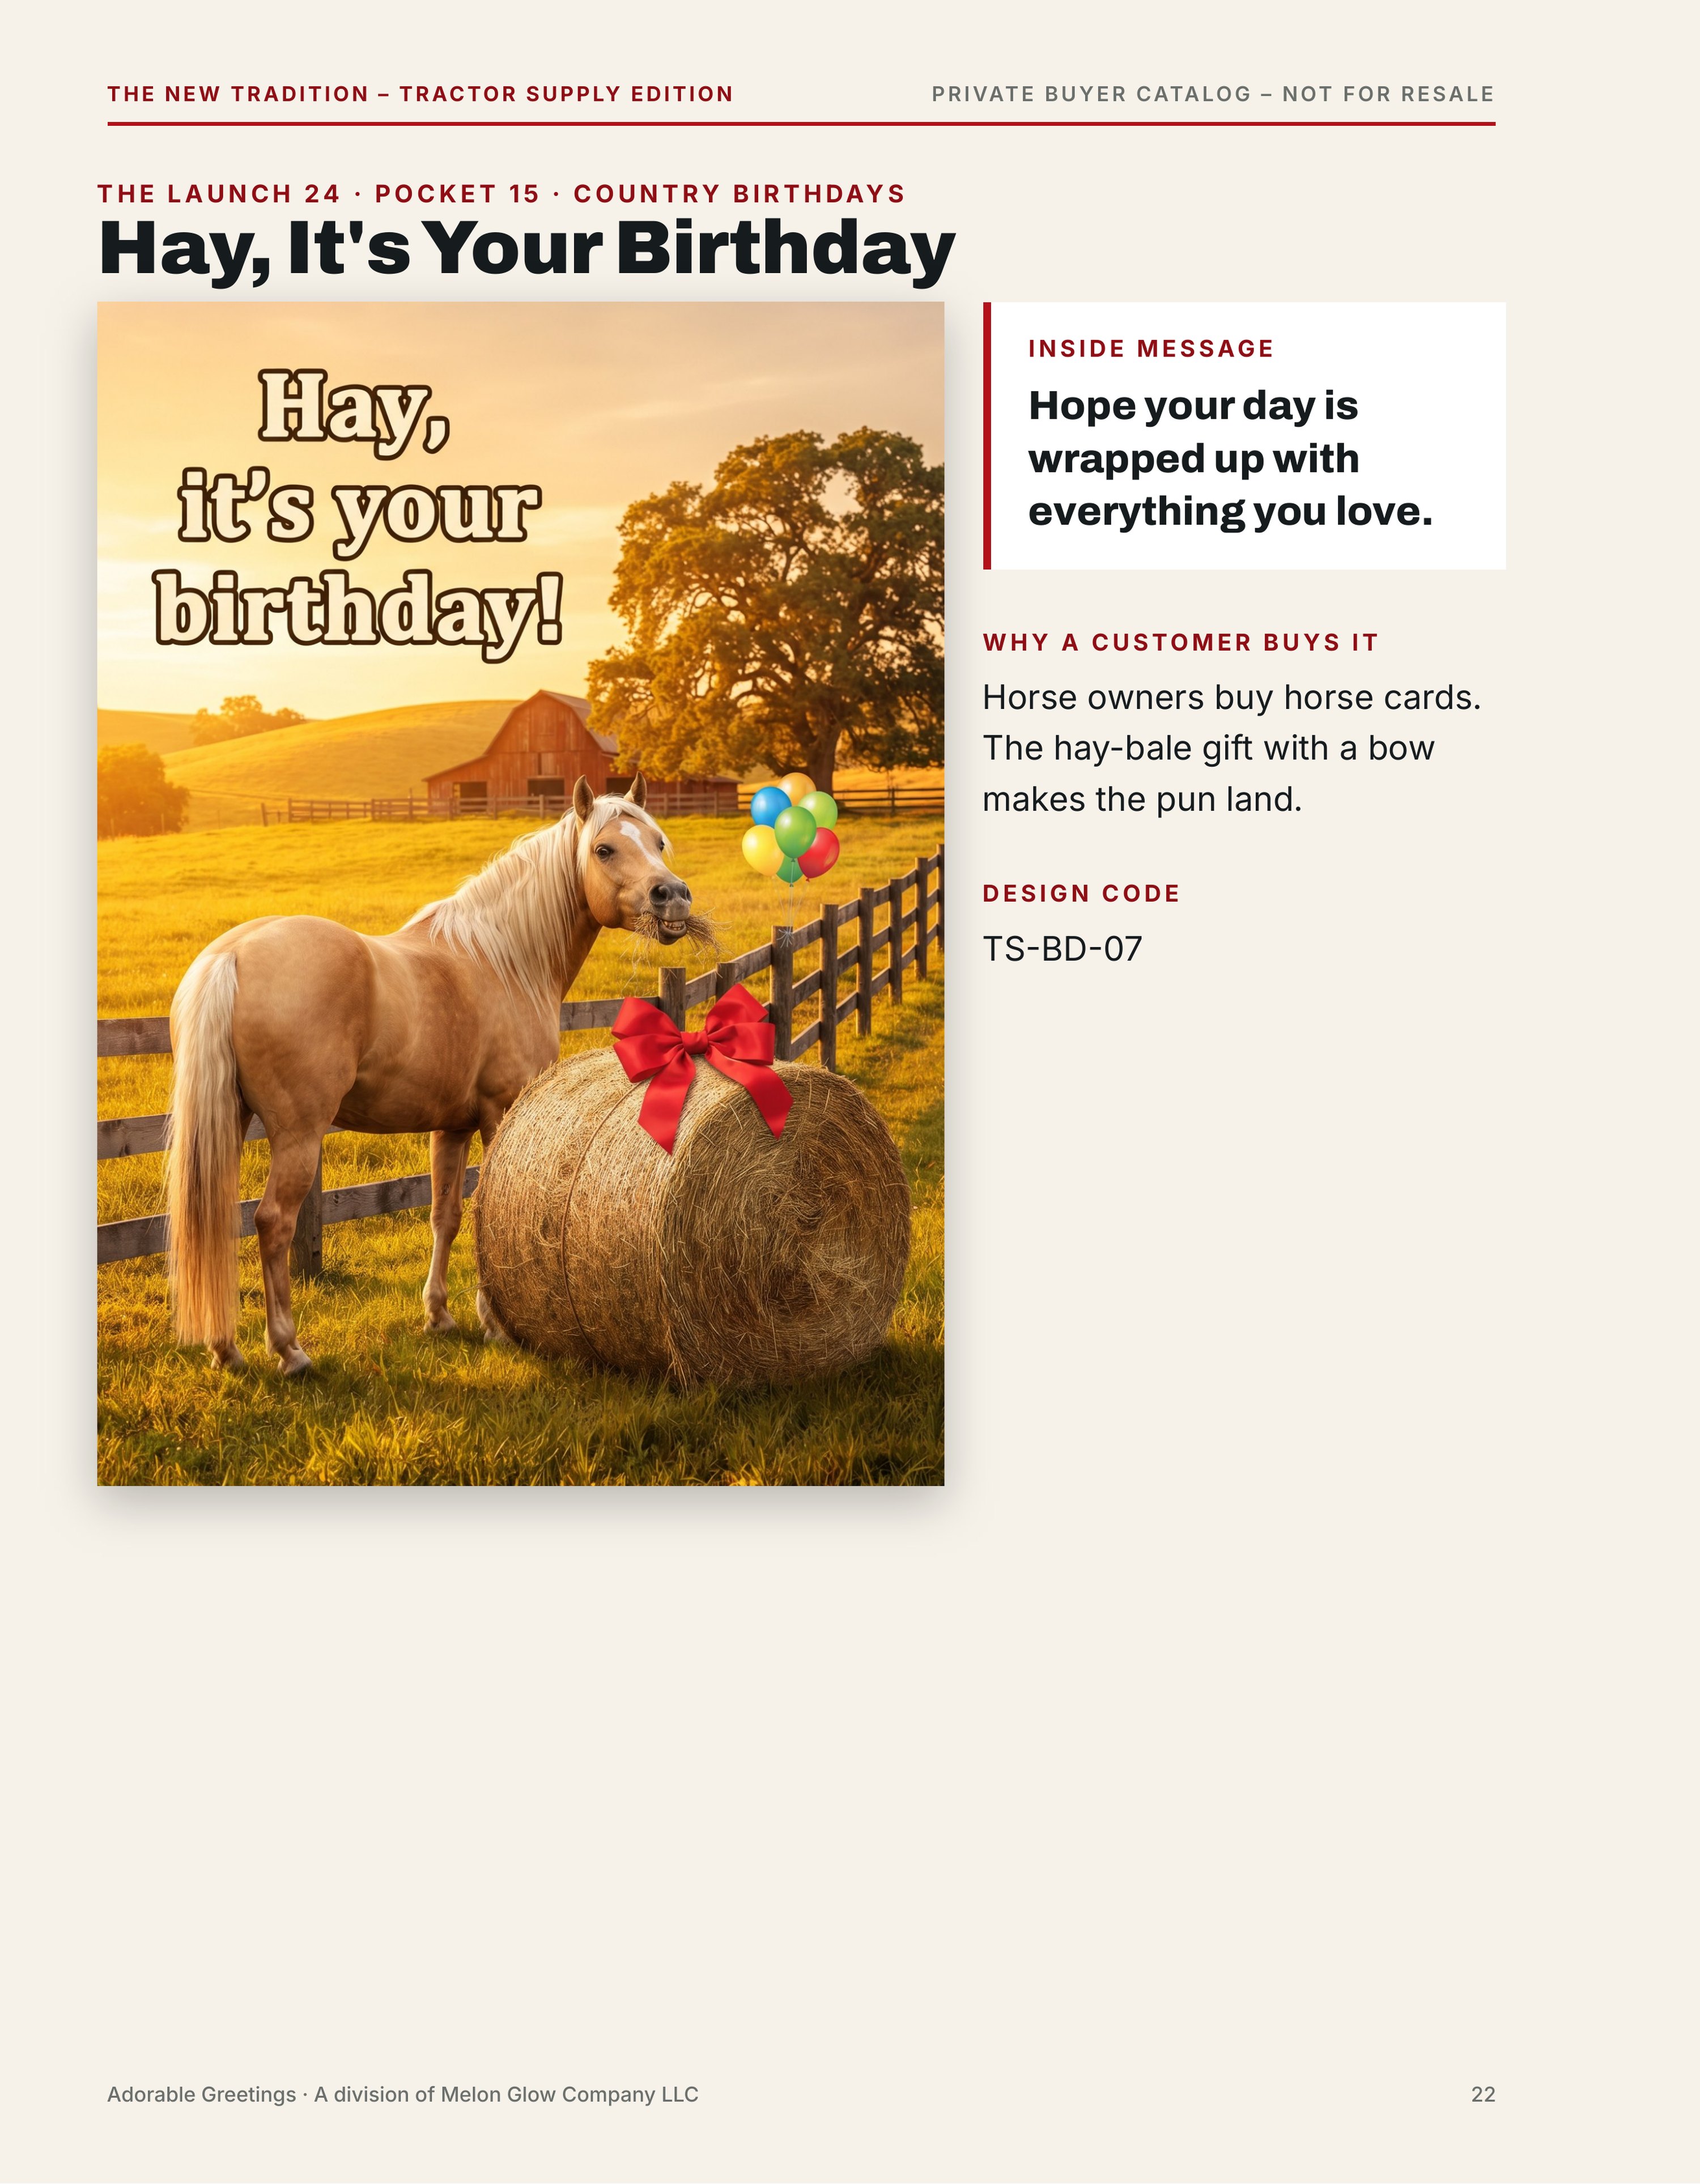 THE NEW TRADITION – TRACTOR SUPPLY EDITION
PRIVATE BUYER CATALOG – NOT FOR RESALE
THE LAUNCH 24 · POCKET 15 · COUNTRY BIRTHDAYS
Hay, It's Your Birthday
Hay,
it’s your
birthday!
INSIDE MESSAGE
Hope your day is
wrapped up with
everything you love.
WHY A CUSTOMER BUYS IT
Horse owners buy horse cards.
The hay-bale gift with a bow
makes the pun land.
DESIGN CODE
TS-BD-07
Adorable Greetings · A division of Melon Glow Company LLC
22